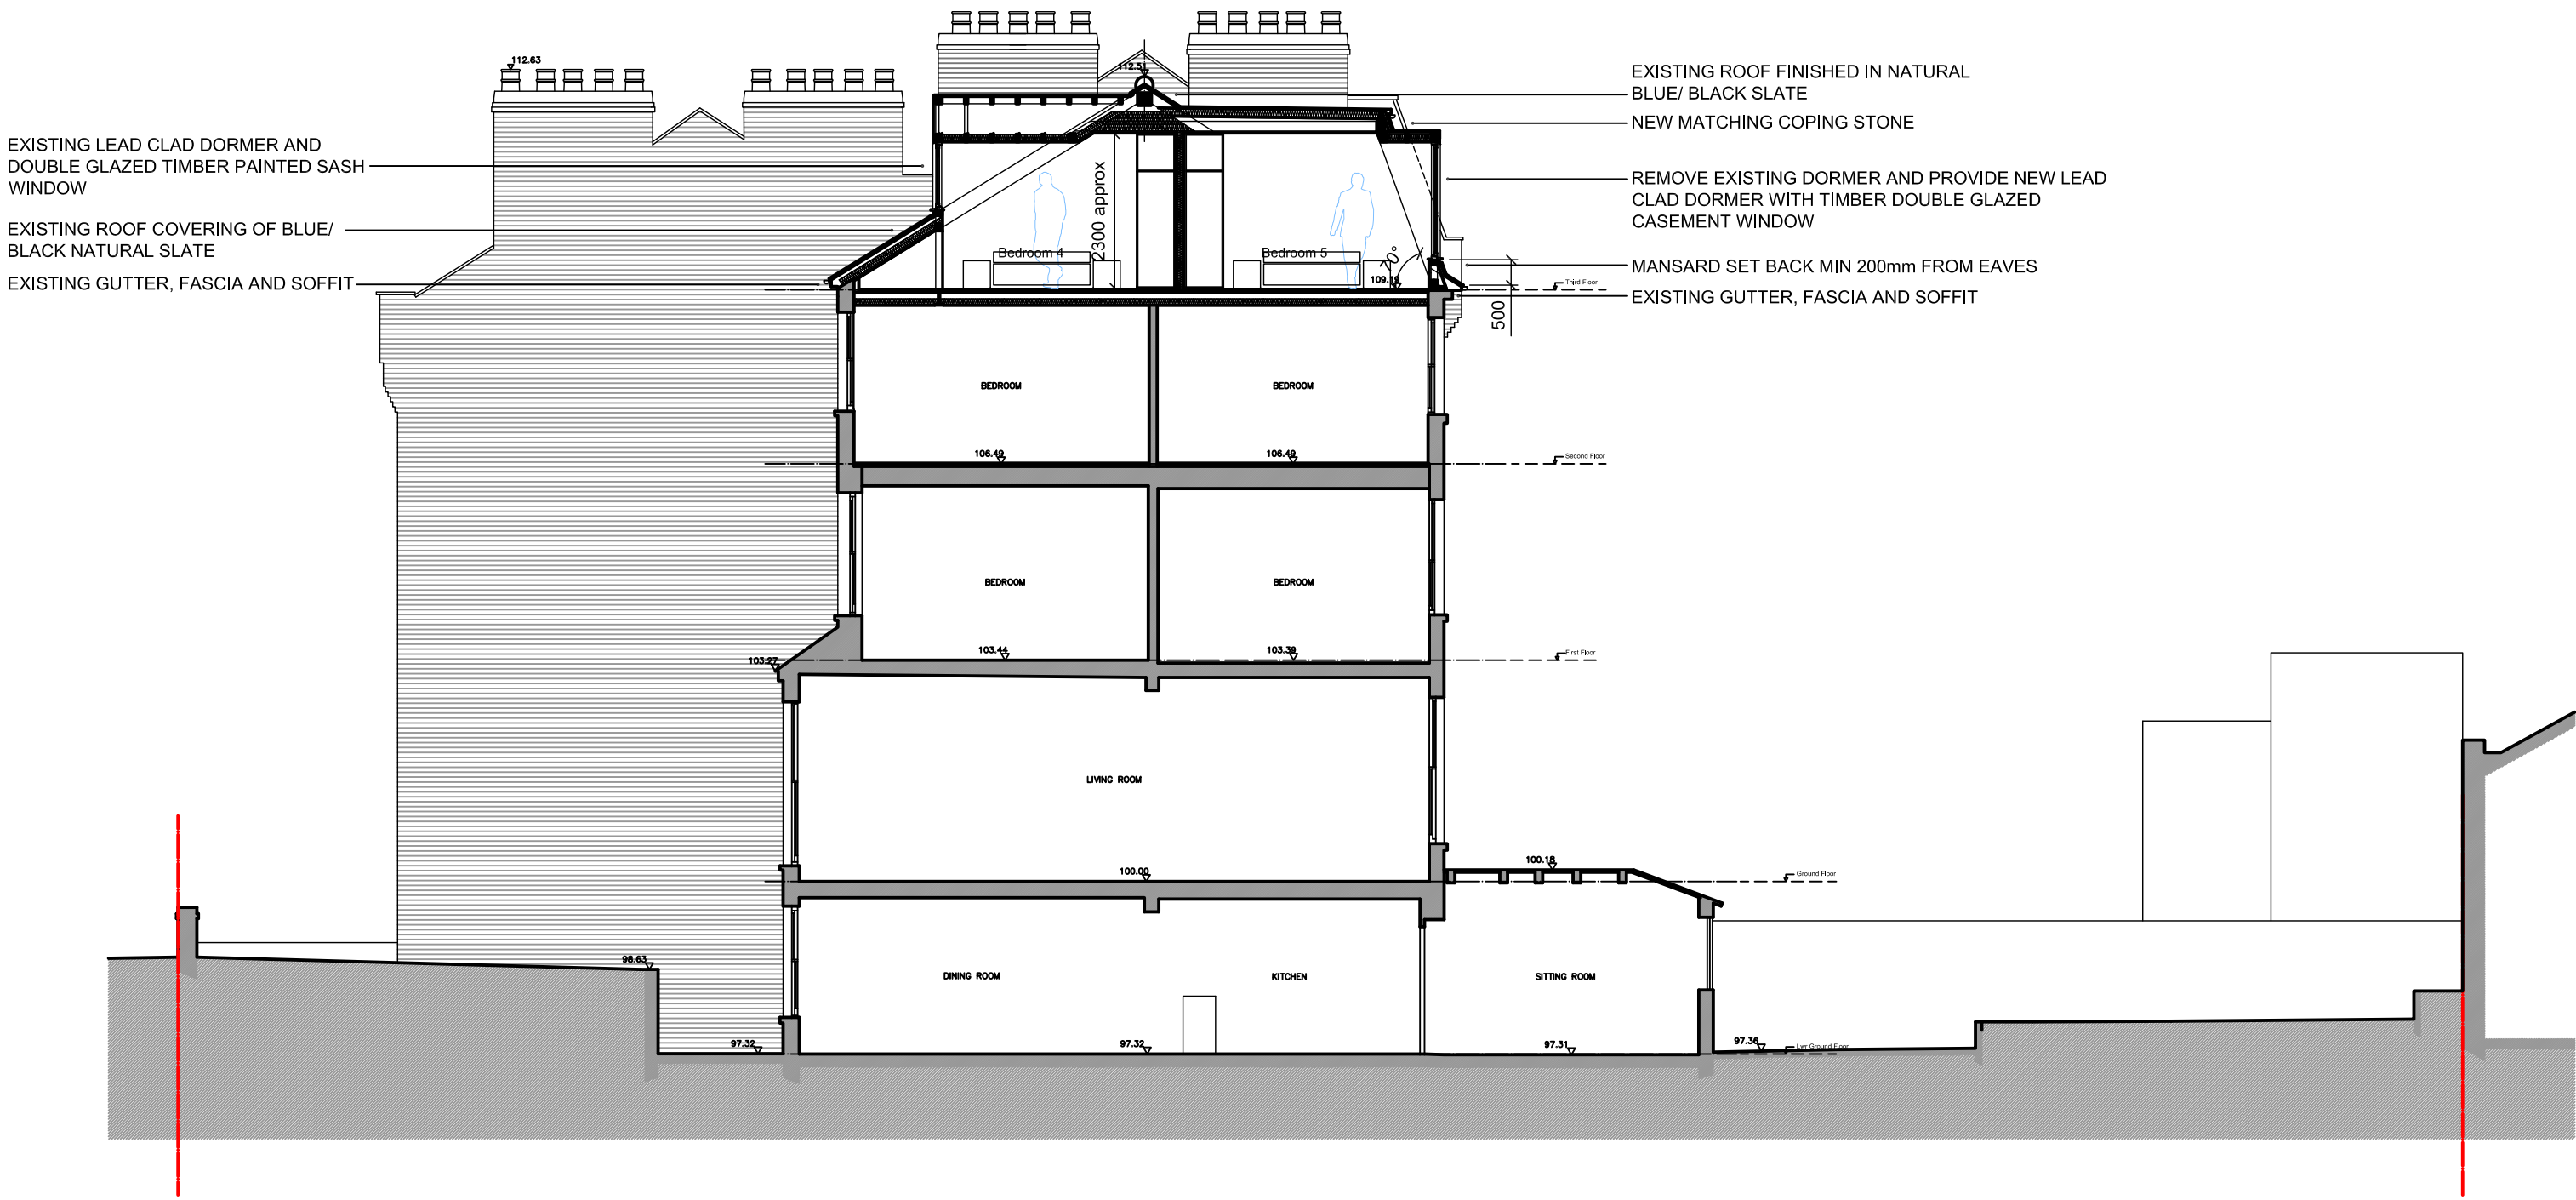 112.63
112.51
EXISTING ROOF FINISHED IN NATURAL
BLUE/ BLACK SLATE
NEW MATCHING COPING STONE
EXISTING LEAD CLAD DORMER AND
DOUBLE GLAZED TIMBER PAINTED SASH
WINDOW
REMOVE EXISTING DORMER AND PROVIDE NEW LEAD
CLAD DORMER WITH TIMBER DOUBLE GLAZED
CASEMENT WINDOW
EXISTING ROOF COVERING OF BLUE/
BLACK NATURAL SLATE
2300 approx
Bedroom 4
Bedroom 5
70°
MANSARD SET BACK MIN 200mm FROM EAVES
EXISTING GUTTER, FASCIA AND SOFFIT
109.19
Third Floor
EXISTING GUTTER, FASCIA AND SOFFIT
500
BEDROOM
BEDROOM
106.49
106.49
Second Floor
BEDROOM
BEDROOM
103.44
103.39
103.27
First Floor
LIVING ROOM
100.00
100.18
Ground Floor
98.63
DINING ROOM
KITCHEN
SITTING ROOM
97.32
97.32
97.31
97.36
Lwr Ground Floor